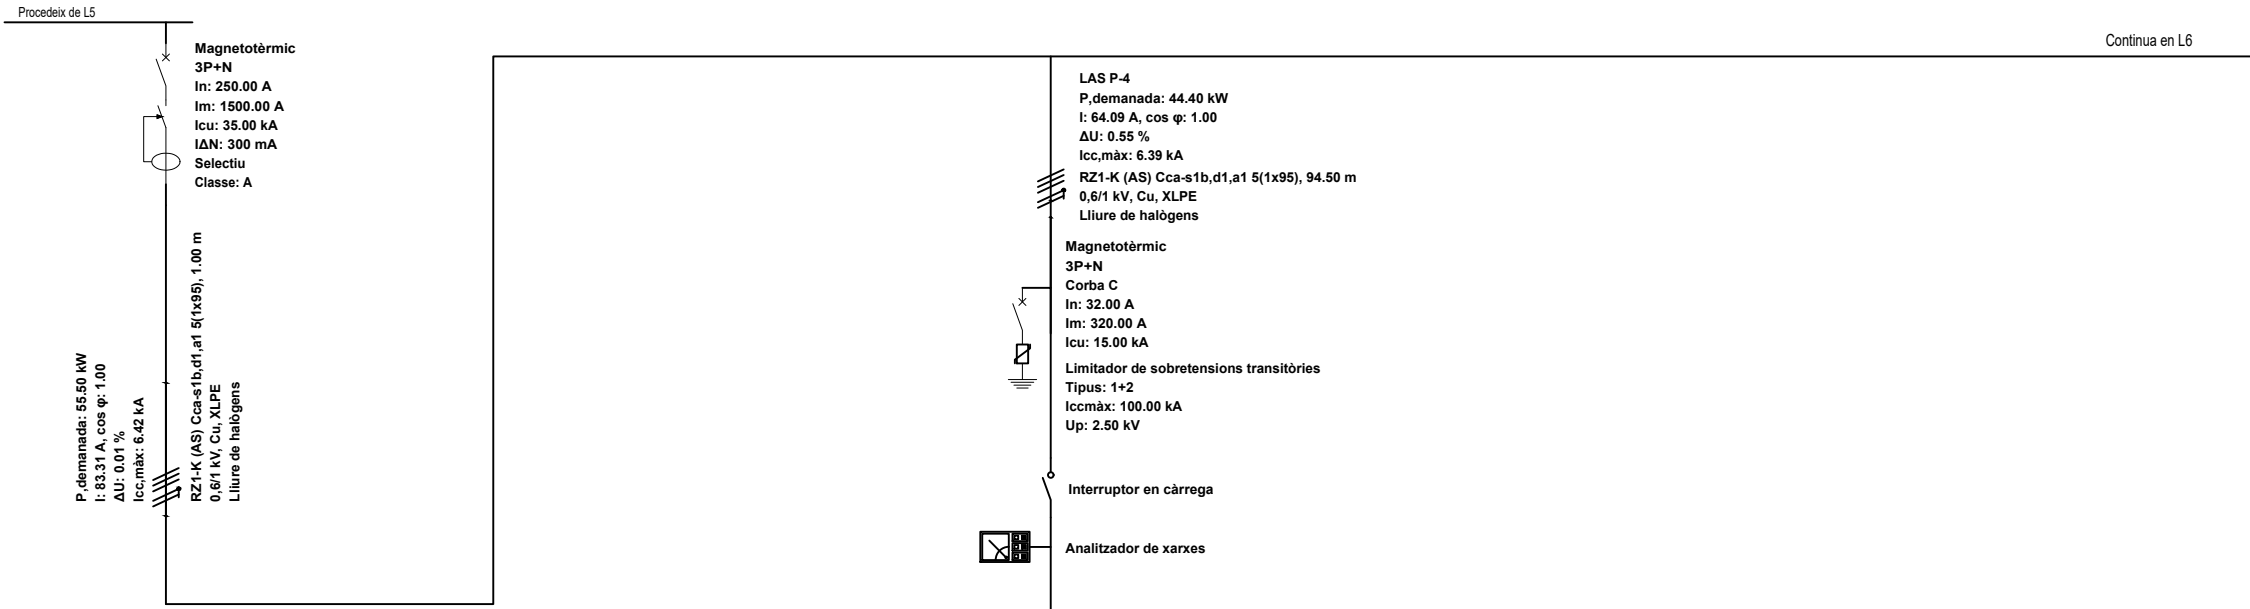 Procedeix de L5
Continua en L6
Magnetotèrmic
3P+N
In: 250.00 A
Im: 1500.00 A
Icu: 35.00 kA
IΔN: 300 mA
Selectiu
Classe: A
P,demanada: 55.50 kW
I: 83.31 A, cos φ: 1.00
ΔU: 0.01 %
Icc,màx: 6.42 kA
RZ1-K (AS) Cca-s1b,d1,a1 5(1x95), 1.00 m
0,6/1 kV, Cu, XLPE
Lliure de halògens
LAS P-4
P,demanada: 44.40 kW
I: 64.09 A, cos φ: 1.00
ΔU: 0.55 %
Icc,màx: 6.39 kA
RZ1-K (AS) Cca-s1b,d1,a1 5(1x95), 94.50 m
0,6/1 kV, Cu, XLPE
Lliure de halògens
Magnetotèrmic
3P+N
Corba C
In: 32.00 A
Im: 320.00 A
Icu: 15.00 kA
Limitador de sobretensions transitòries
Tipus: 1+2
Iccmàx: 100.00 kA
Up: 2.50 kV
Interruptor en càrrega
Analitzador de xarxes